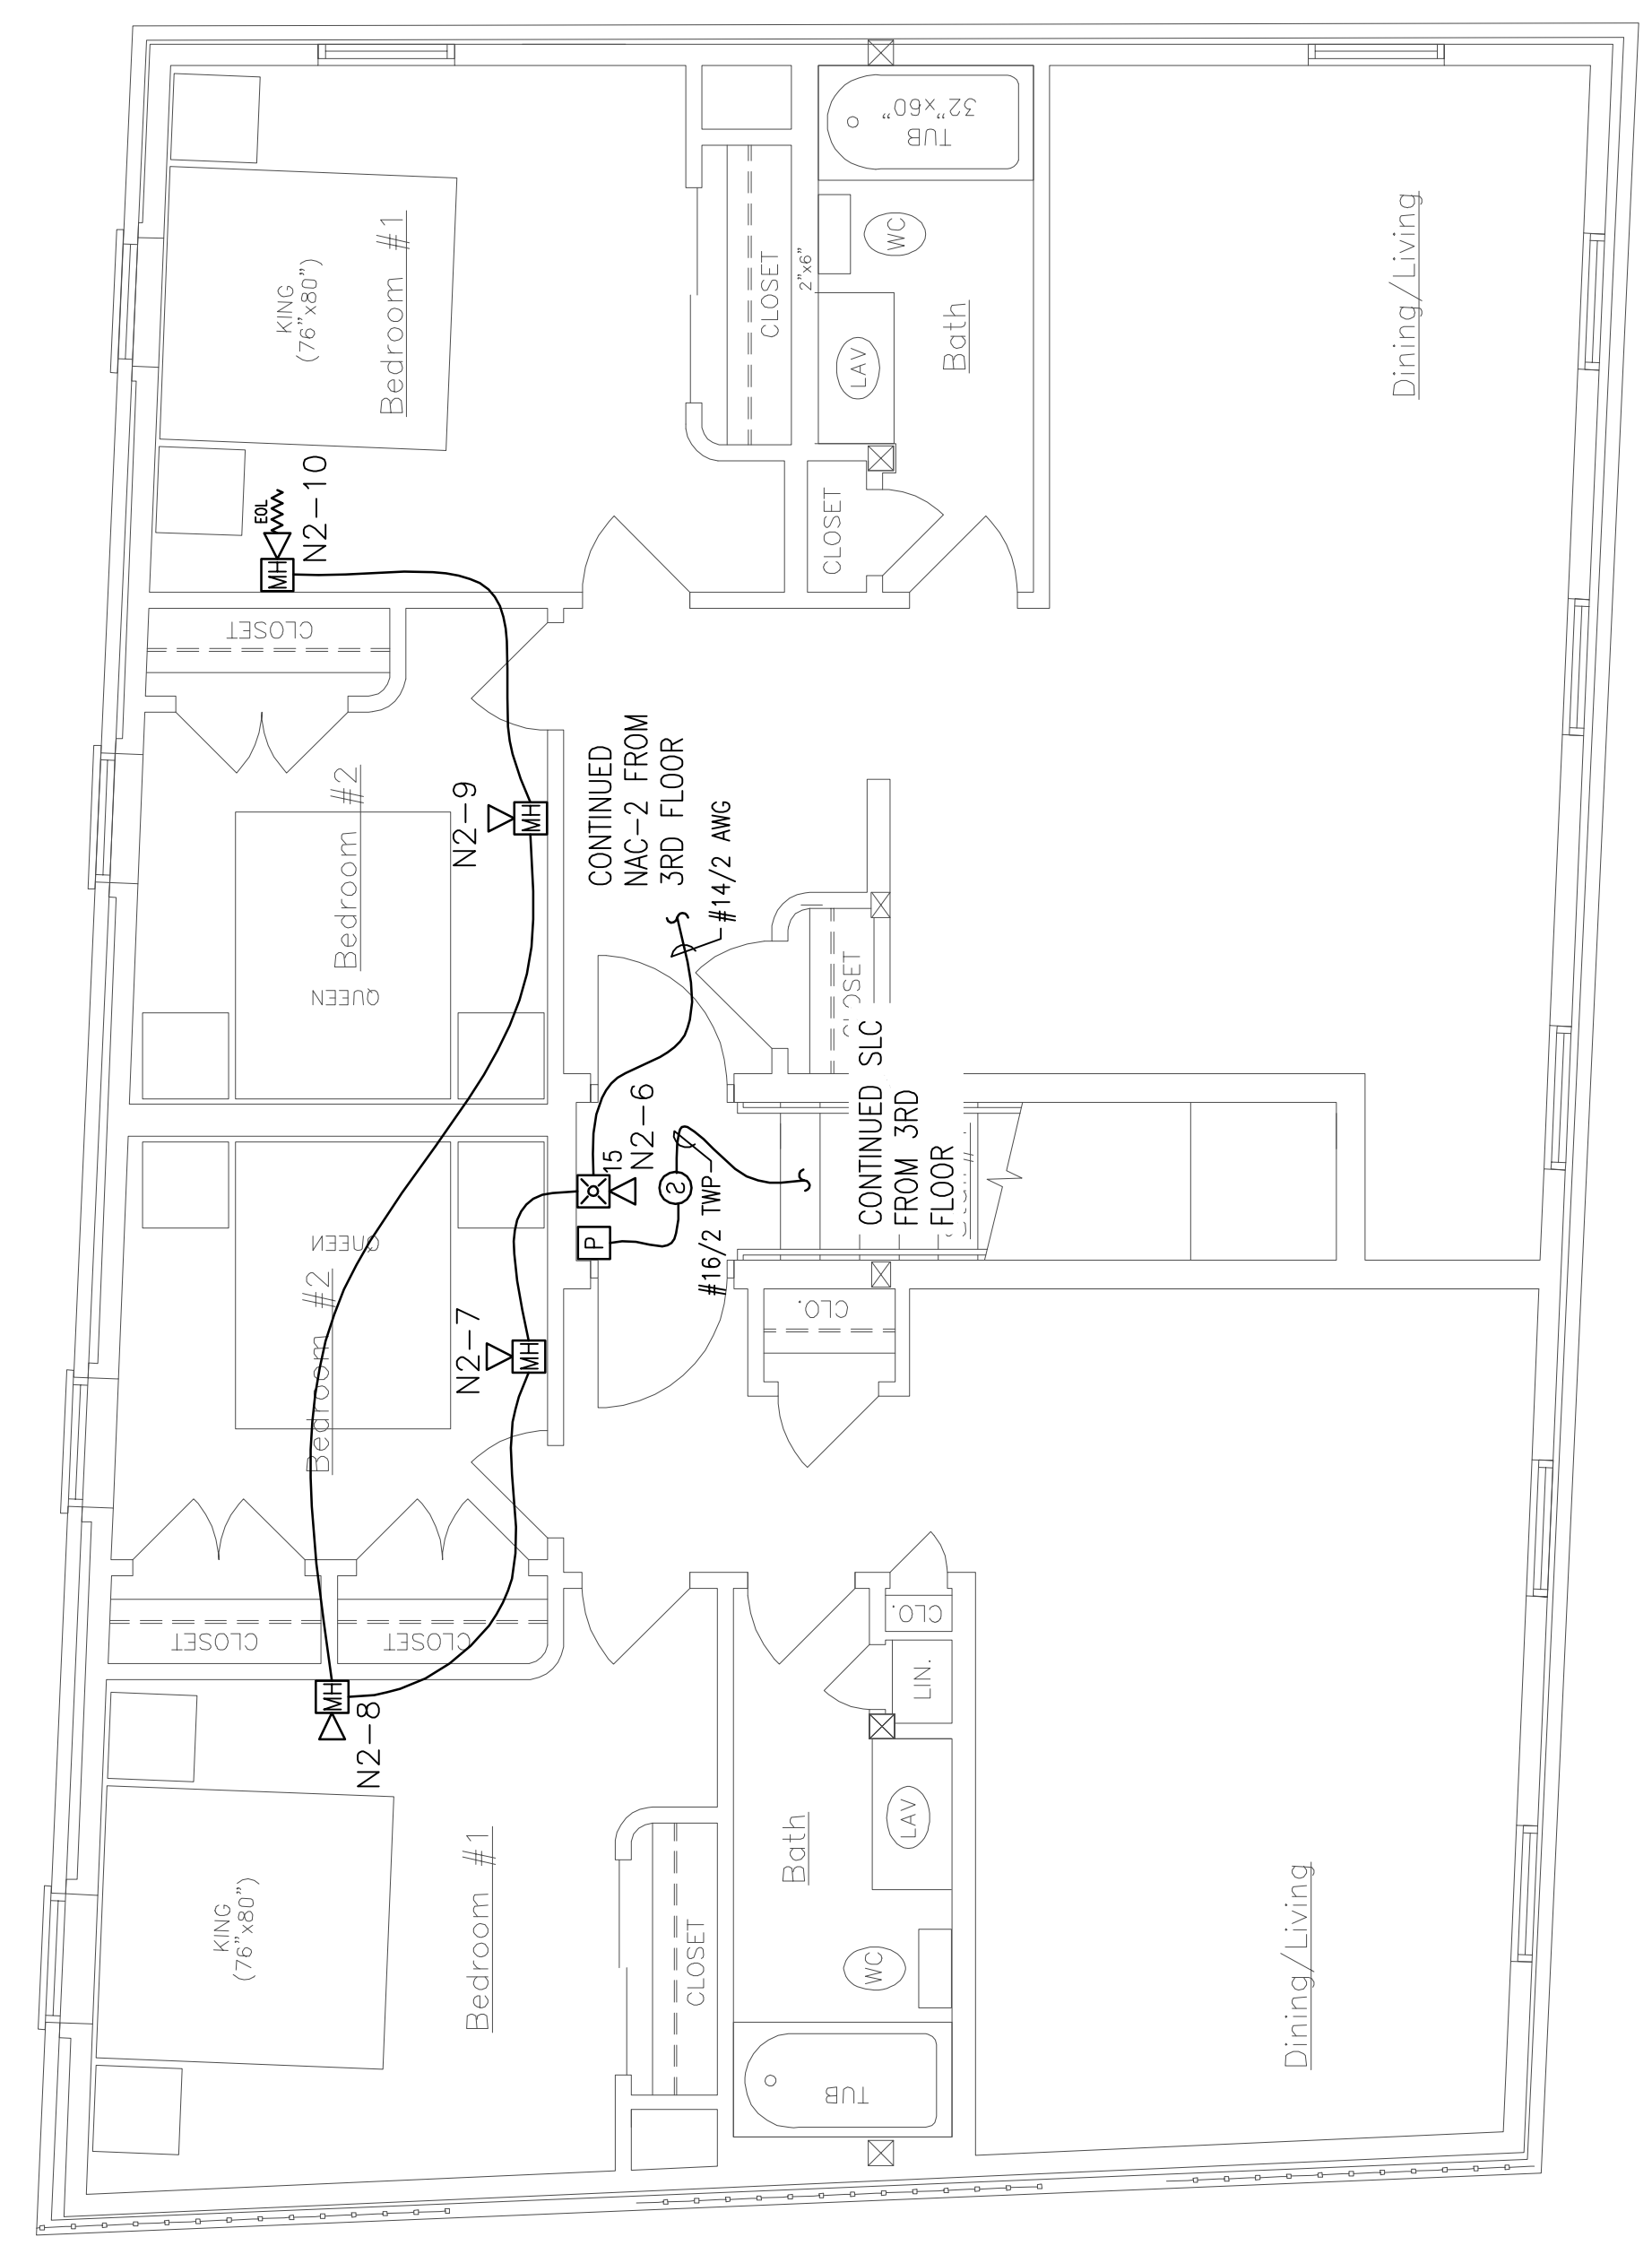 KING
(76"x80")
Bedroom #1
EOL
MH
N2-10
CLOSET
2"x6"
TUB
32"x60"
WC
LAV
Bath
CLOSET
Dining/Living
CLOSET
Bedroom #2
QUEEN
N2-9
MH
CONTINUED
NAC-2 FROM
3RD FLOOR
#14/2 AWG
CONTINUED SLC
FROM 3RD
FLOOR
15
N2-6
S
P
#16/2 TWP
QUEEN
Bedroom #2
N2-7
MH
CLO.
CLOSET
CLOSET
CLO.
LIN.
MH
N2-8
KING
(76"x80")
Bedroom #1
CLOSET
Bath
LAV
WC
TUB
Dining/Living